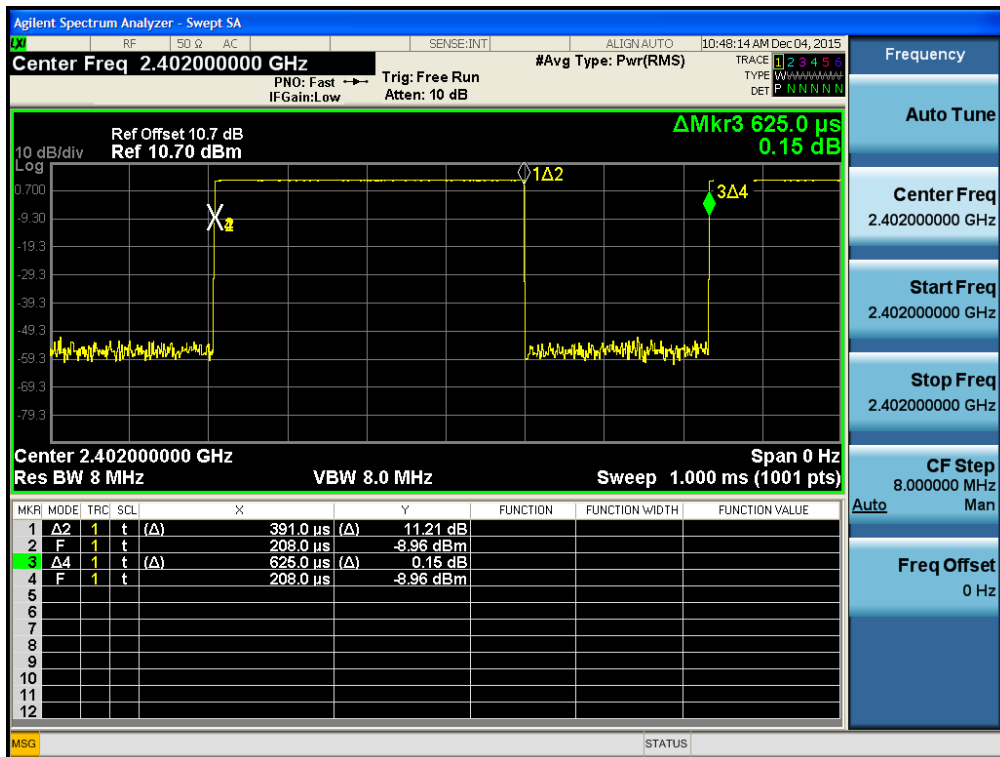 Agilent Spectrum Analyzer - Swept SA
LXI RF 50 Ω AC SENSE:INT ALIGN AUTO 10:48:14 AM Dec 04, 2015
Center Freq 2.402000000 GHz #Avg Type: Pwr(RMS) TRACE 1 2 3 4 5 6
PNO: Fast Trig: Free Run TYPE W
IFGain:Low Atten: 10 dB DET P N N N N N
Ref Offset 10.7 dB ΔMkr3 625.0 µs
10 dB/div Ref 10.70 dBm 0.15 dB
Log
1Δ2
0.700
3Δ4
-9.30
-19.3
-29.3
-39.3
-49.3
-59.3
-69.3
-79.3
Center 2.402000000 GHz Span 0 Hz
Res BW 8 MHz VBW 8.0 MHz Sweep 1.000 ms (1001 pts)
MKR MODE TRC SCL X Y FUNCTION FUNCTION WIDTH FUNCTION VALUE
1 Δ2 1 t (Δ) 391.0 µs (Δ) 11.21 dB
2 F 1 t 208.0 µs -8.96 dBm
3 Δ4 1 t (Δ) 625.0 µs (Δ) 0.15 dB
4 F 1 t 208.0 µs -8.96 dBm
5
6
7
8
9
10
11
12
MSG STATUS
Frequency
Auto Tune
Center Freq
2.402000000 GHz
Start Freq
2.402000000 GHz
Stop Freq
2.402000000 GHz
CF Step
8.000000 MHz
Auto Man
Freq Offset
0 Hz